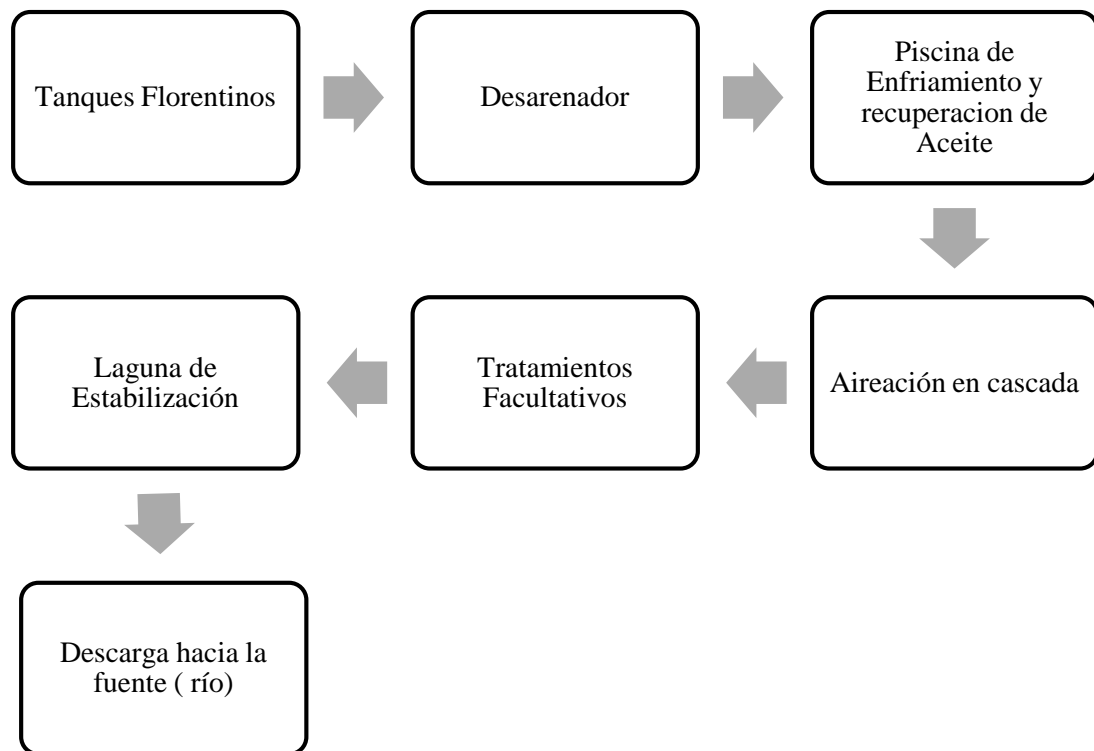 Tanques Florentinos
Desarenador
Piscina de
Enfriamiento y
recuperacion de
Aceite
Aireación en cascada
Tratamientos
Facultativos
Laguna de
Estabilización
Descarga hacia la
fuente ( río)